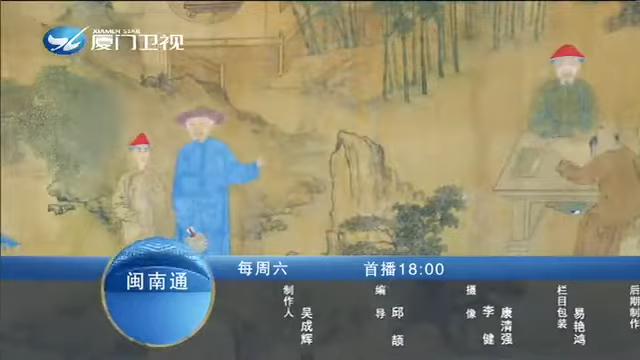 XIAMEN STAR
厦门卫视
闽南通
每周六
首播18:00
制作人
吴成辉
编导
邱颉
摄像
李健
康清强
栏目包装
易艳鸿
后期制作